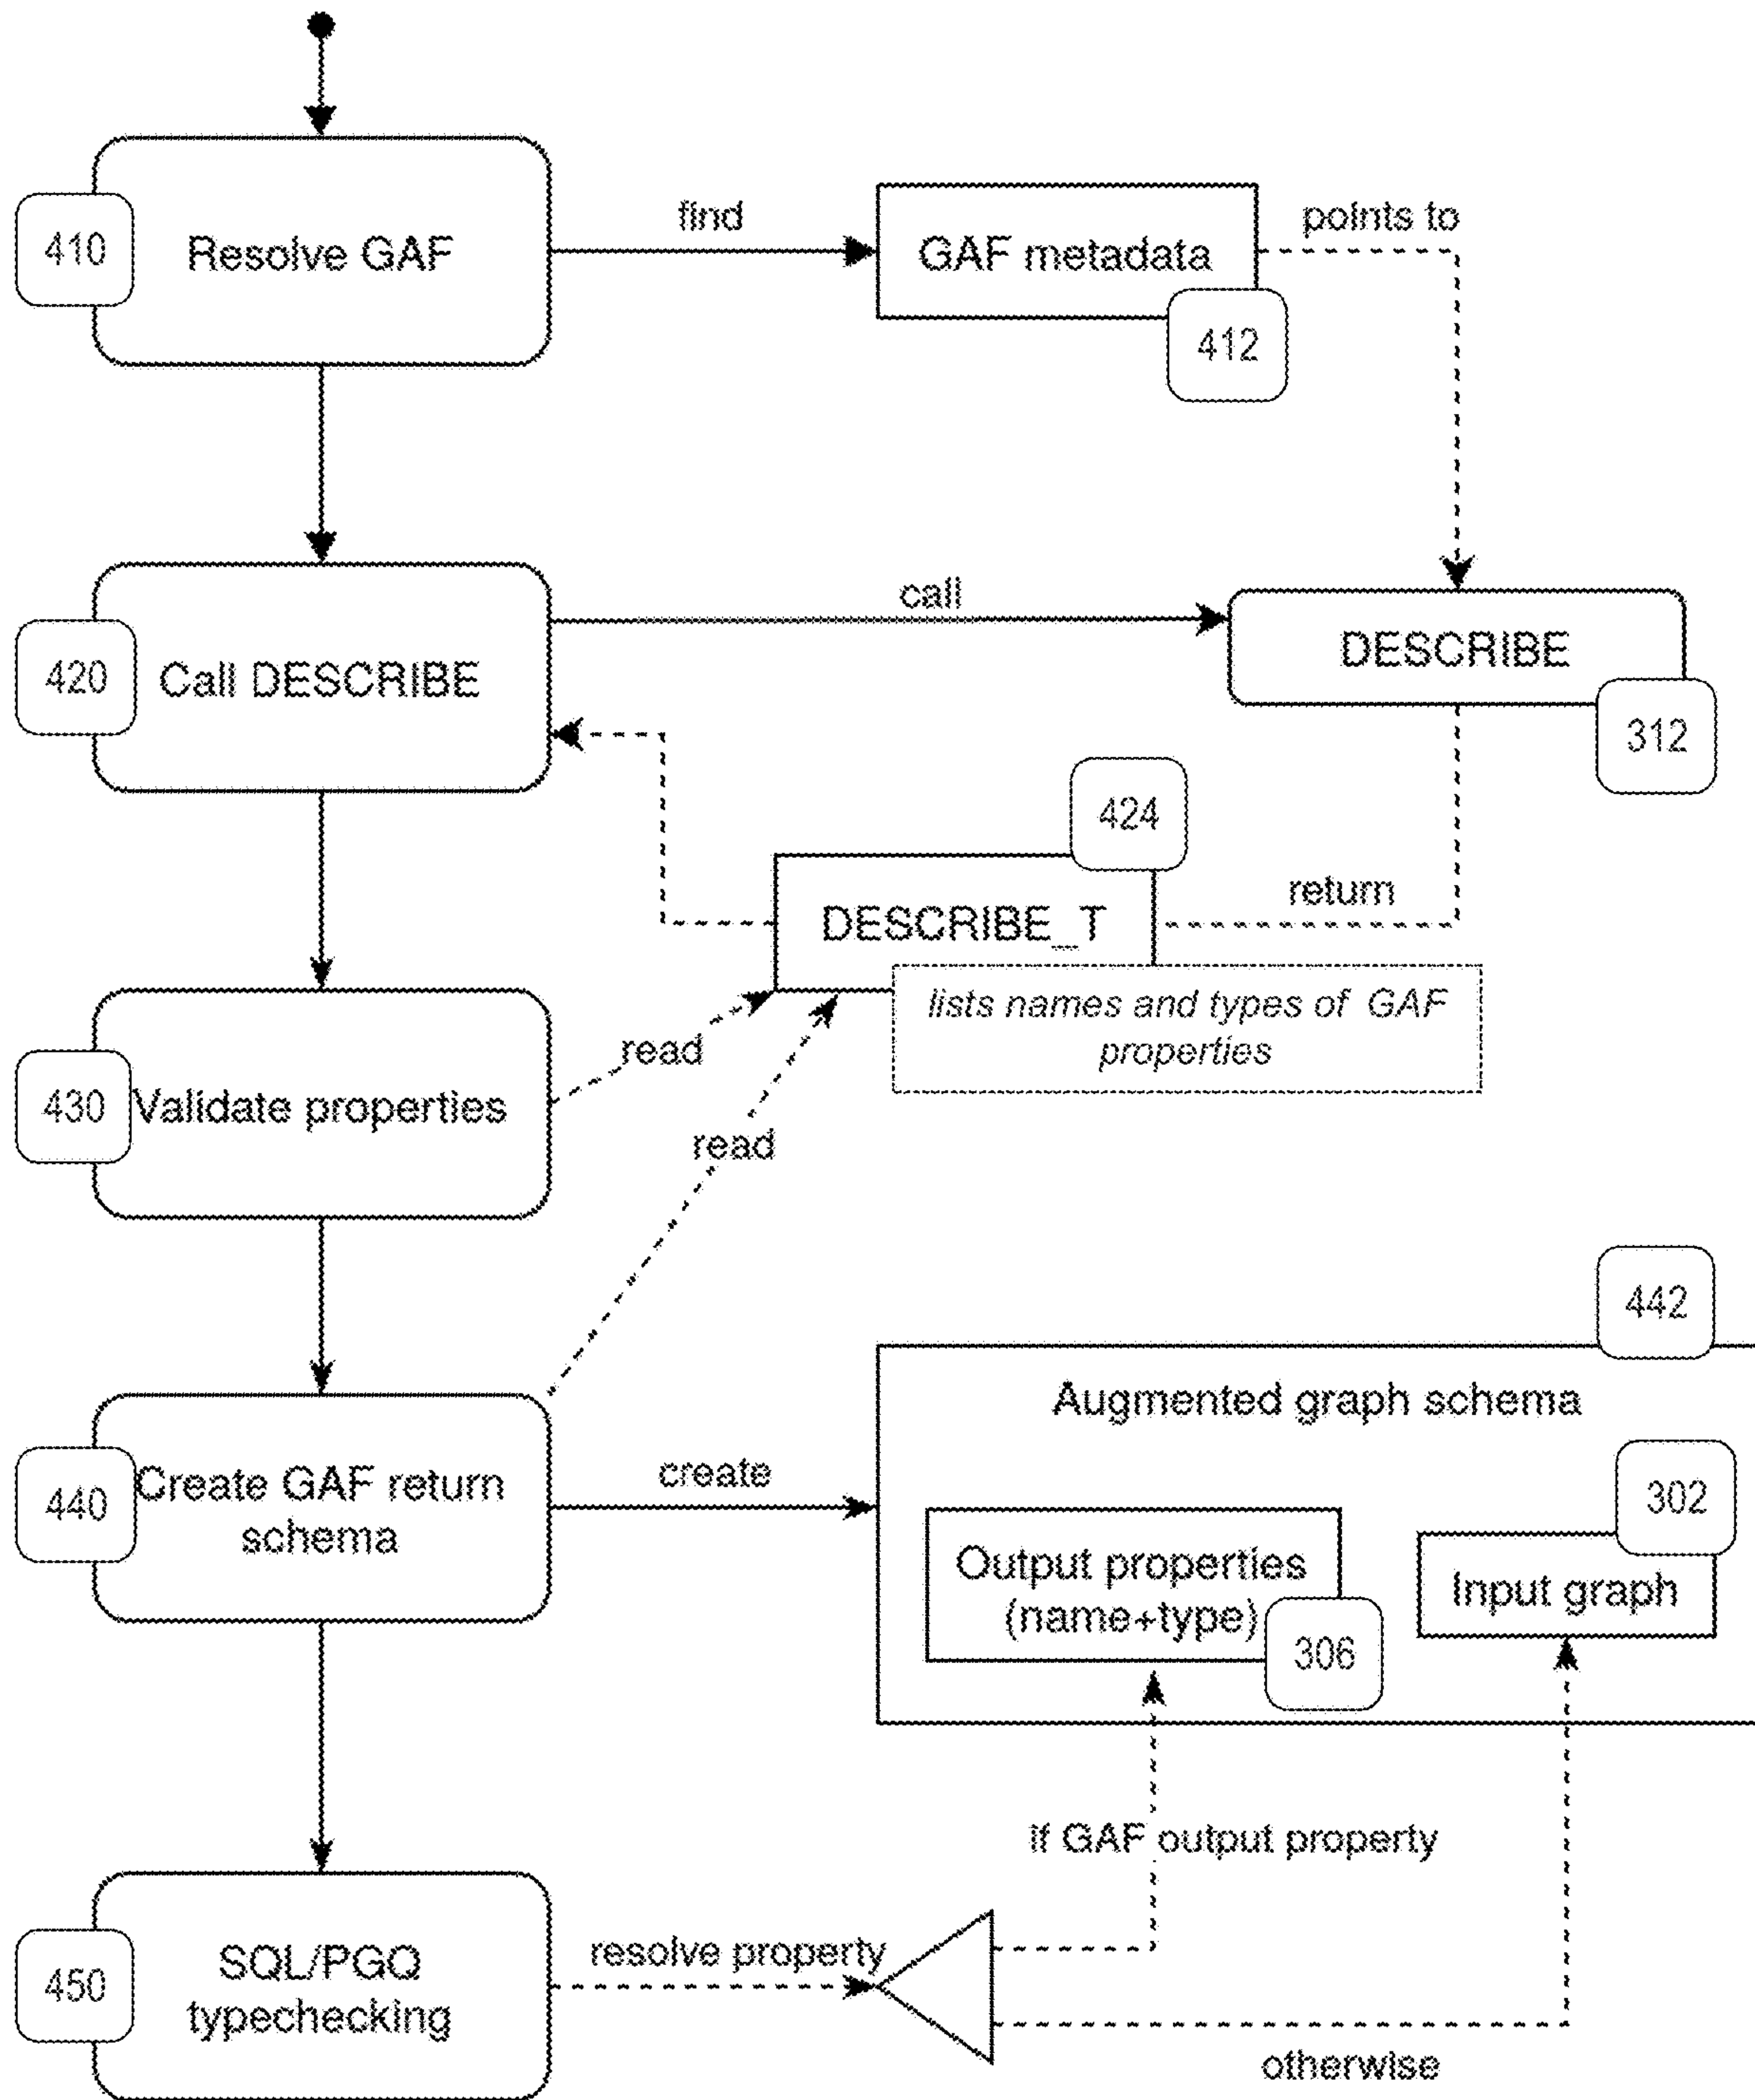 410
Resolve GAF
find
GAF metadata
412
points to
420
Call DESCRIBE
call
DESCRIBE
312
424
DESCRIBE_T
return
lists names and types of GAF
properties
430
Validate properties
read
read
442
Augmented graph schema
440
Create GAF return
schema
create
Output properties
(name+type)
306
302
Input graph
if GAF output property
450
SQL/PGQ
typechecking
resolve property
otherwise